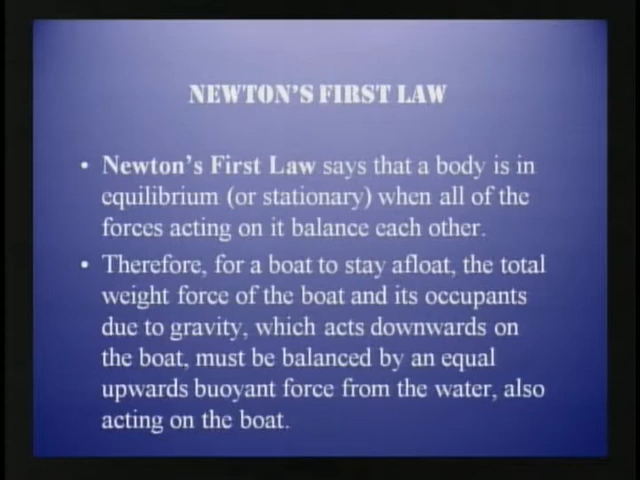 NEWTON'S FIRST LAW
• Newton's First Law says that a body is in
equilibrium (or stationary) when all of the
forces acting on it balance each other.
• Therefore, for a boat to stay afloat, the total
weight force of the boat and its occupants
due to gravity, which acts downwards on
the boat, must be balanced by an equal
upwards buoyant force from the water, also
acting on the boat.